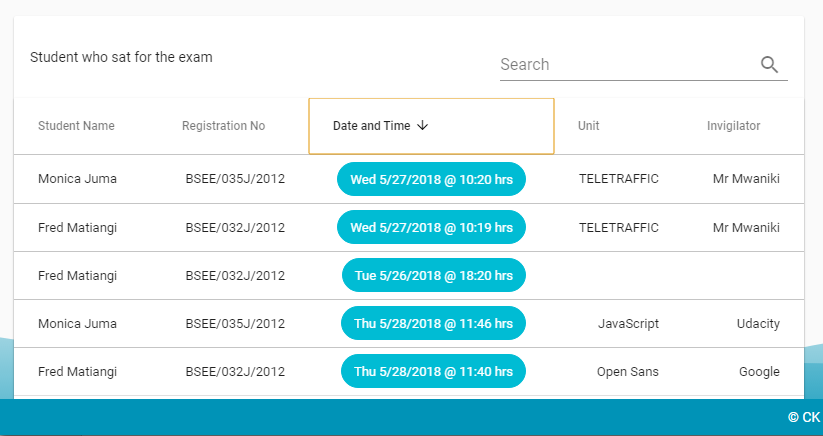 Student who sat for the exam
Search
Student Name Registration No Date and Time Unit Invigilator
Monica Juma BSEE/035J/2012 Wed 5/27/2018 @ 10:20 hrs TELETRAFFIC Mr Mwaniki
Fred Matiangi BSEE/032J/2012 Wed 5/27/2018 @ 10:19 hrs TELETRAFFIC Mr Mwaniki
Fred Matiangi BSEE/032J/2012 Tue 5/26/2018 @ 18:20 hrs
Monica Juma BSEE/035J/2012 Thu 5/28/2018 @ 11:46 hrs JavaScript Udacity
Fred Matiangi BSEE/032J/2012 Thu 5/28/2018 @ 11:40 hrs Open Sans Google
© CK